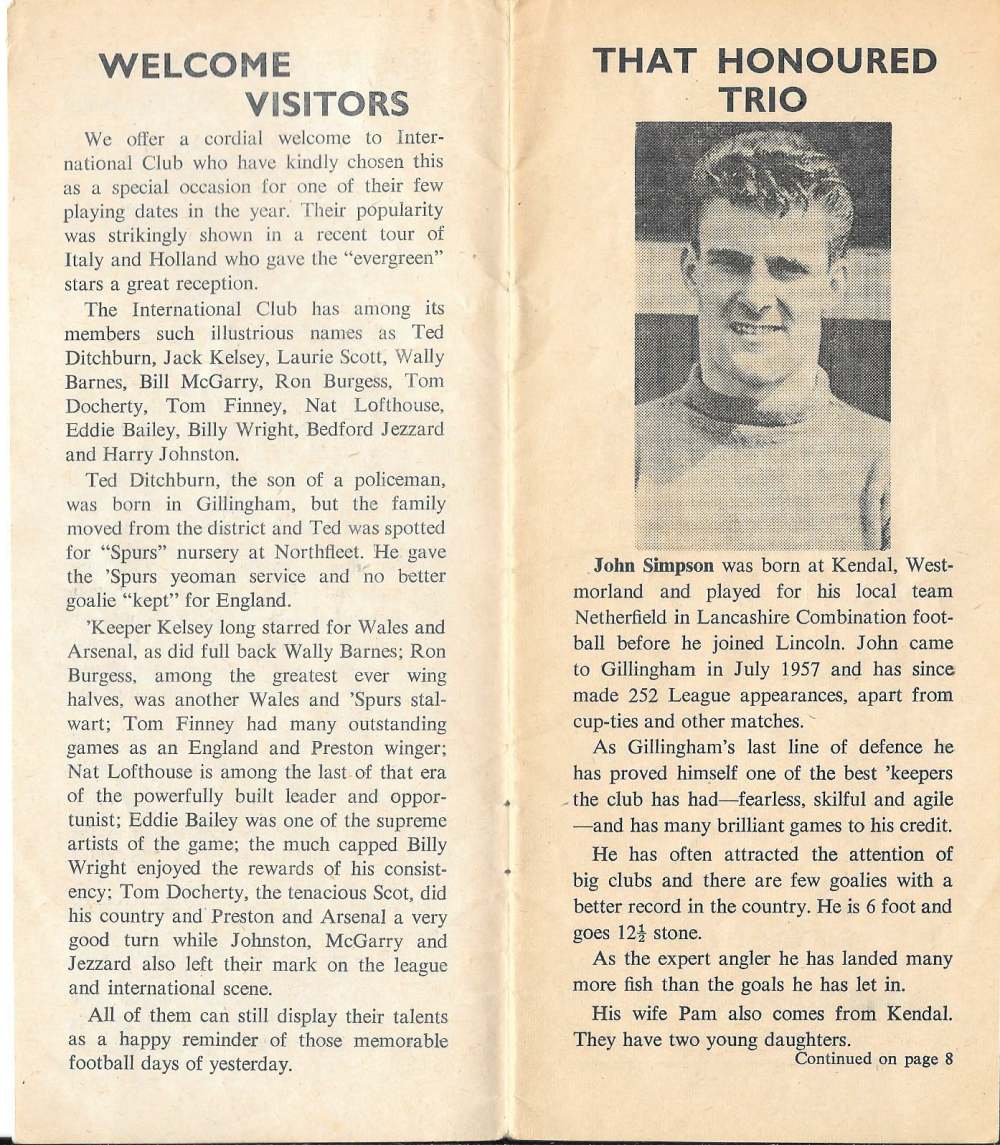 WELCOME
VISITORS
We offer a cordial welcome to Inter-
national Club who have kindly chosen this
as a special occasion for one of their few
playing dates in the year. Their popularity
was strikingly shown in a recent tour of
Italy and Holland who gave the “evergreen”
stars a great reception.
The International Club has among its
members such illustrious names as Ted
Ditchburn, Jack Kelsey, Laurie Scott, Wally
Barnes, Bill McGarry, Ron Burgess, Tom
Docherty, Tom Finney, Nat Lofthouse,
Eddie Bailey, Billy Wright, Bedford Jezzard
and Harry Johnston.
Ted Ditchburn, the son of a policeman,
was born in Gillingham, but the family
moved from the district and Ted was spotted
for “Spurs” nursery at Northfleet. He gave
the ’Spurs yeoman service and no better
goalie “kept” for England.
’Keeper Kelsey long starred for Wales and
Arsenal, as did full back Wally Barnes; Ron
Burgess, among the greatest ever wing
halves, was another Wales and ’Spurs stal-
wart; Tom Finney had many outstanding
games as an England and Preston winger;
Nat Lofthouse is among the last of that era
of the powerfully built leader and oppor-
tunist; Eddie Bailey was one of the supreme
artists of the game; the much capped Billy
Wright enjoyed the rewards of his consist-
ency; Tom Docherty, the tenacious Scot, did
his country and Preston and Arsenal a very
good turn while Johnston, McGarry and
Jezzard also left their mark on the league
and international scene.
All of them can still display their talents
as a happy reminder of those memorable
football days of yesterday.
THAT HONOURED
TRIO
John Simpson was born at Kendal, West-
morland and played for his local team
Netherfield in Lancashire Combination foot-
ball before he joined Lincoln. John came
to Gillingham in July 1957 and has since
made 252 League appearances, apart from
cup-ties and other matches.
As Gillingham’s last line of defence he
has proved himself one of the best ’keepers
the club has had—fearless, skilful and agile
—and has many brilliant games to his credit.
He has often attracted the attention of
big clubs and there are few goalies with a
better record in the country. He is 6 foot and
goes 12½ stone.
As the expert angler he has landed many
more fish than the goals he has let in.
His wife Pam also comes from Kendal.
They have two young daughters.
Continued on page 8